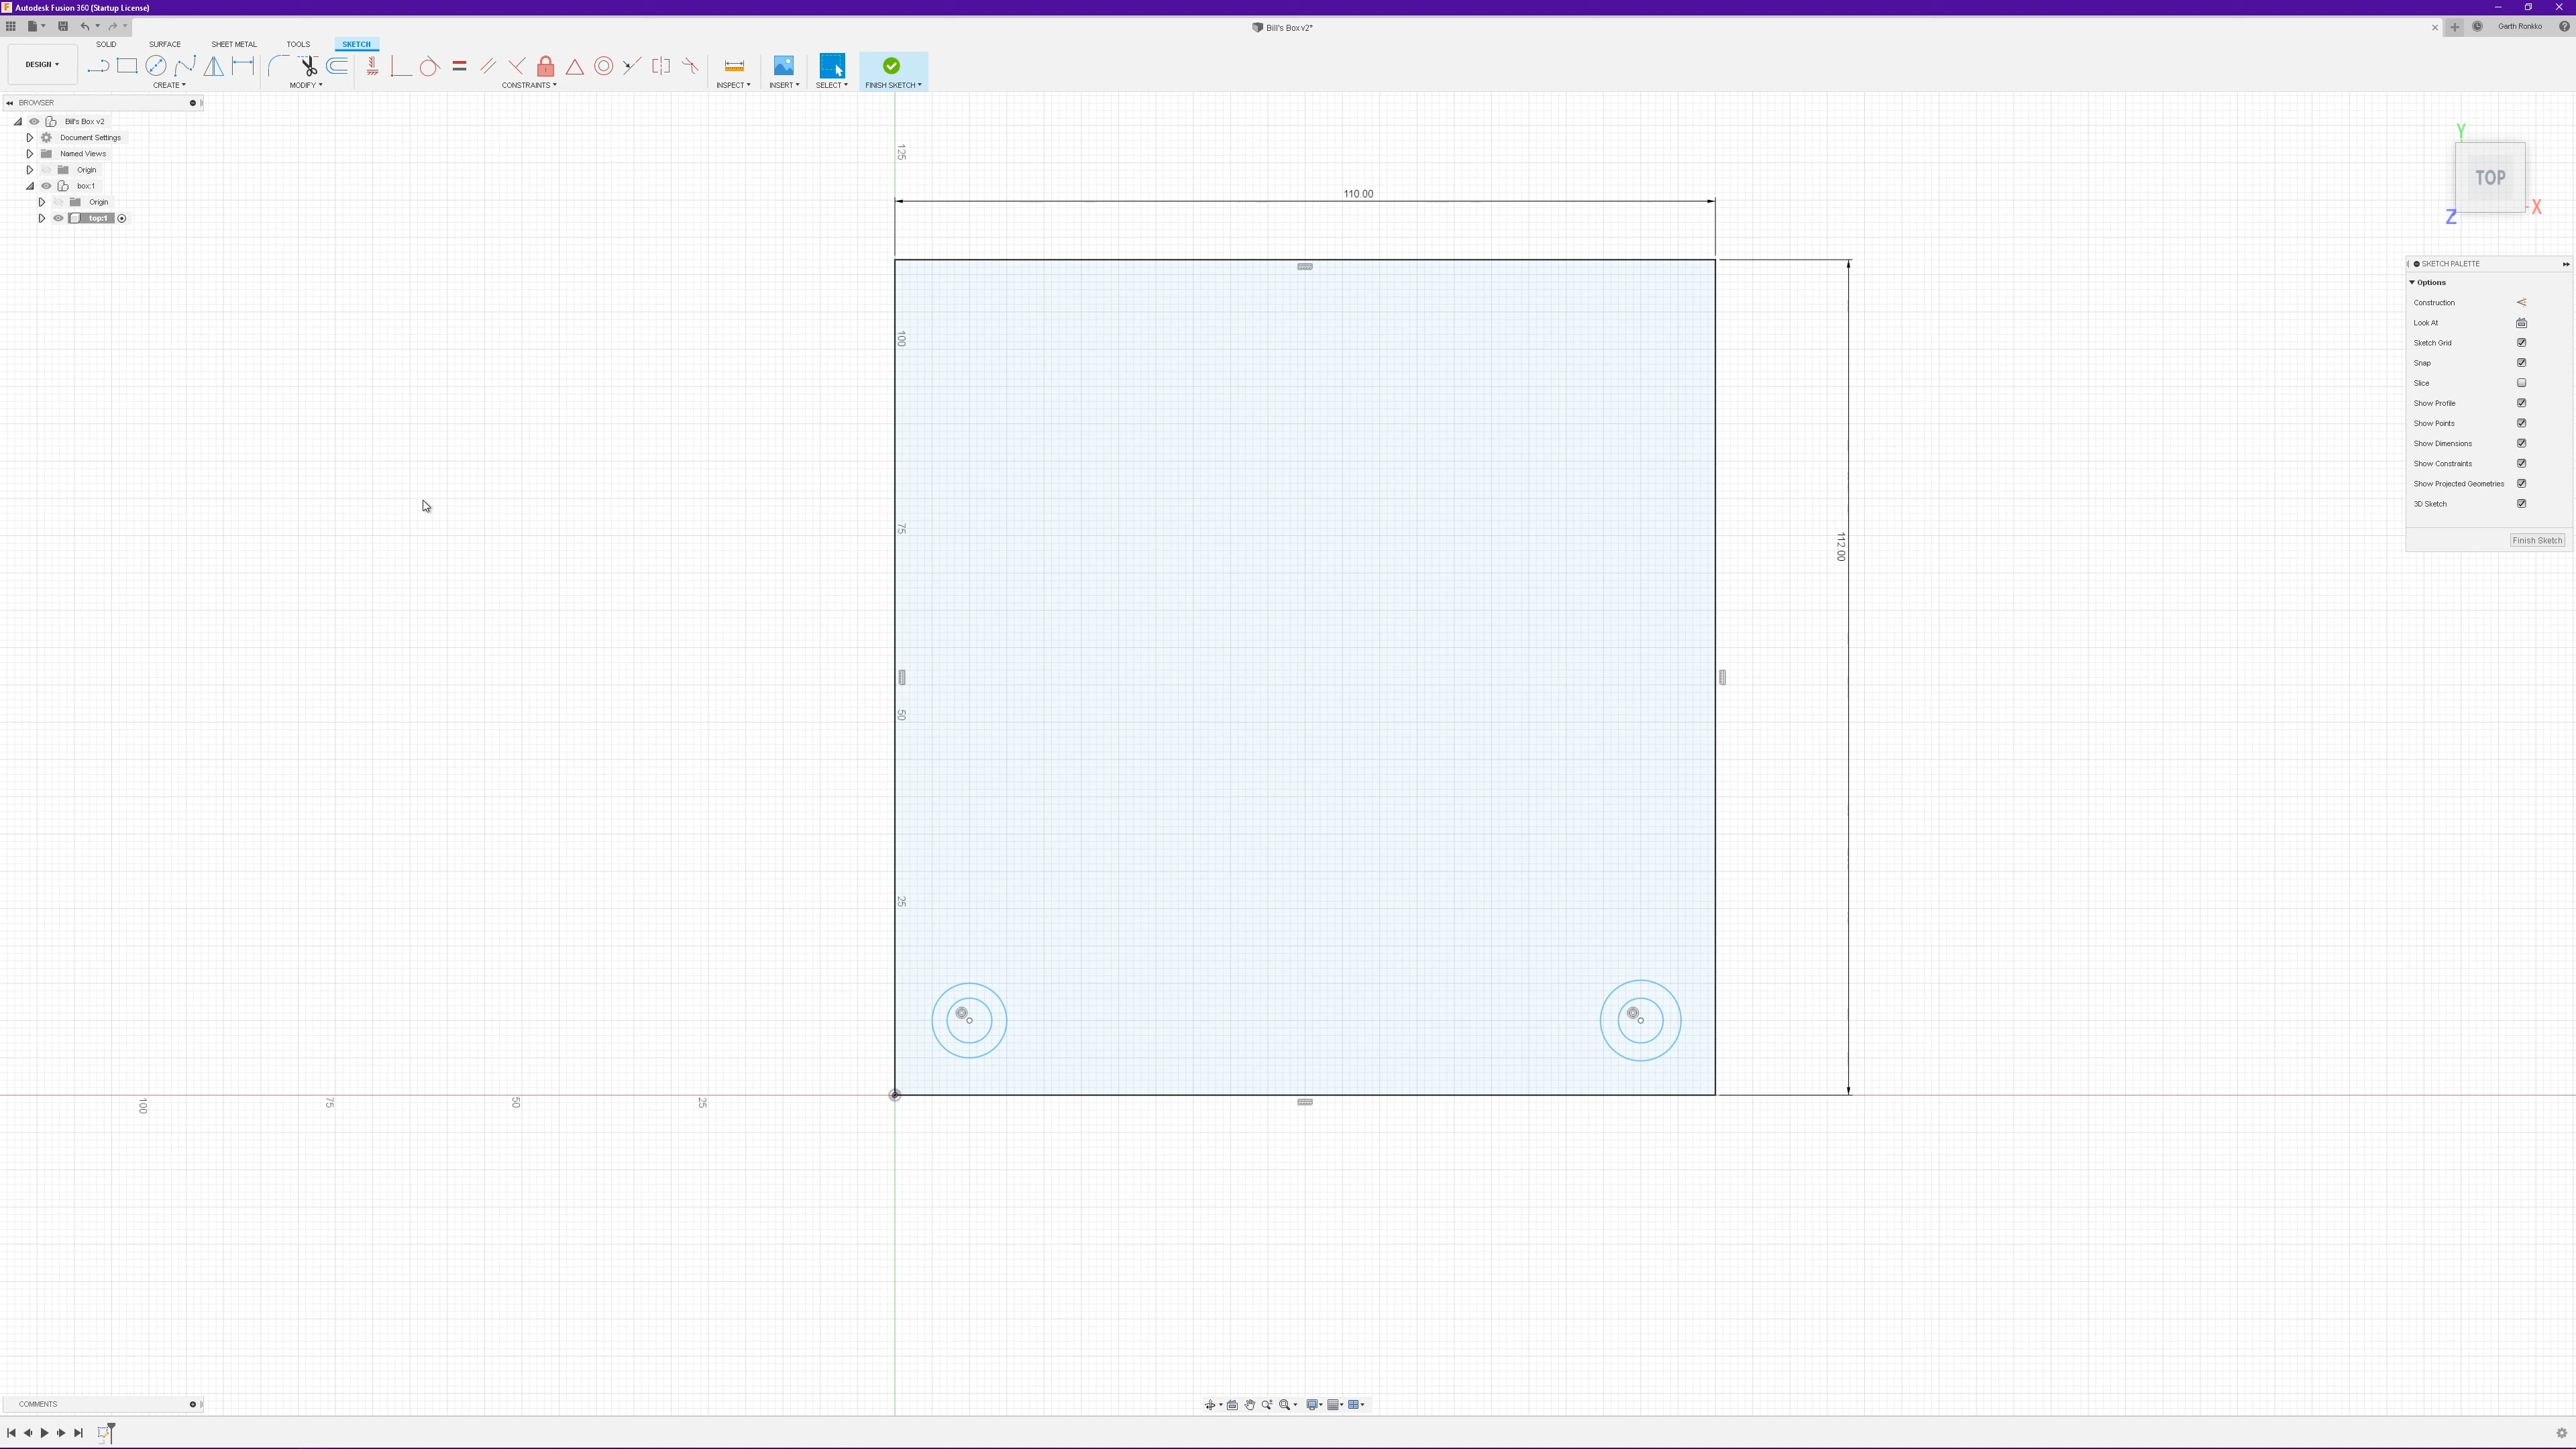 Autodesk Fusion 360 (Startup License)
Bill's Box v2*
Garth Ronkko
SOLID SURFACE SHEET METAL TOOLS SKETCH
DESIGN
CREATE MODIFY CONSTRAINTS INSPECT INSERT SELECT FINISH SKETCH
BROWSER
Bill's Box v2
Document Settings
Named Views
Origin
box:1
Origin
top:1
TOP
Y
X
Z
SKETCH PALETTE
Options
Construction
Look At
Sketch Grid
Snap
Slice
Show Profile
Show Points
Show Dimensions
Show Constraints
Show Projected Geometries
3D Sketch
Finish Sketch
125
110.00
100
75
112.00
50
25
100 75 50 25
COMMENTS